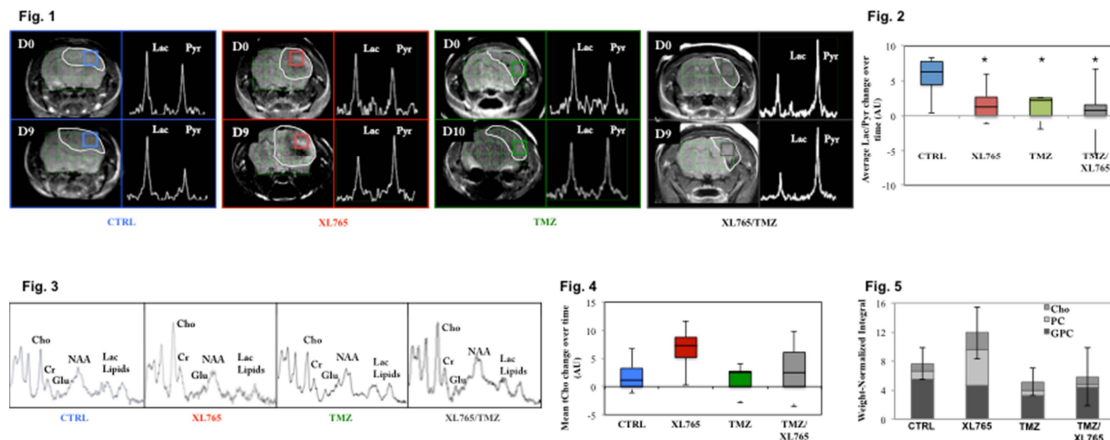 Fig. 1
Fig. 2
D0 Lac Pyr
D0 Lac Pyr
D0 Lac Pyr
D0 Lac Pyr
D9
D9
D10
D9
CTRL
XL765
TMZ
XL765/TMZ
Average Lac/Pyr change over
time (AU)
10
5
0
-5
-10
* * *
CTRL
XL765
TMZ
TMZ/
XL765
Fig. 3
Cho
Cr
Glu
NAA
Lac
Lipids
CTRL
Cho
Cr
Glu
NAA
Lac
Lipids
XL765
Cho
Cr
Glu
NAA
Lac
Lipids
TMZ
Cho
Cr
Glu
NAA
Lac
Lipids
XL765/TMZ
Fig. 4
Mean tCho change over time
(AU)
15
10
5
0
-5
CTRL
XL765
TMZ
TMZ/
XL765
Fig. 5
Weight-Normalized Integral
16
12
8
4
0
Cho
PC
GPC
CTRL
XL765
TMZ
TMZ/
XL765